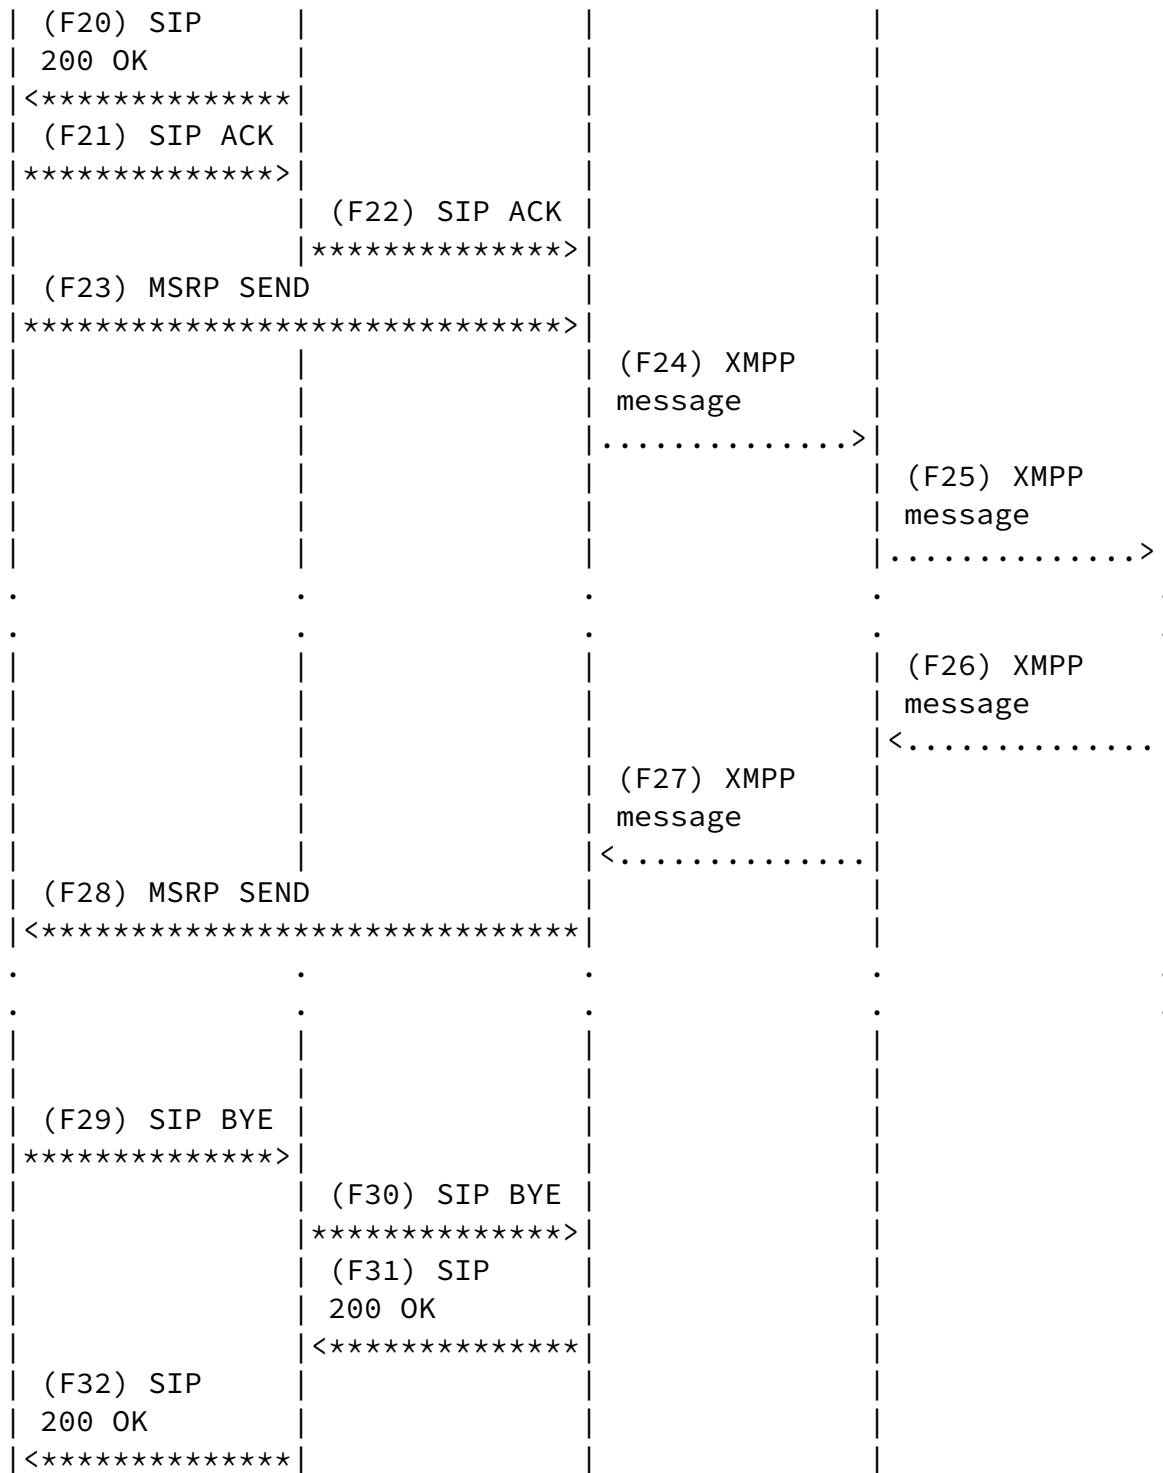 (F20) SIP
200 OK
<**************
(F21) SIP ACK
**************>
(F22) SIP ACK
**************>
(F23) MSRP SEND
******************************>
(F24) XMPP
message
..............>
(F25) XMPP
message
..............>
. . . . .
. . . . .
(F26) XMPP
message
<..............
(F27) XMPP
message
<..............
(F28) MSRP SEND
<******************************
. . . . .
. . . . .
(F29) SIP BYE
**************>
(F30) SIP BYE
**************>
(F31) SIP
200 OK
<**************
(F32) SIP
200 OK
<**************